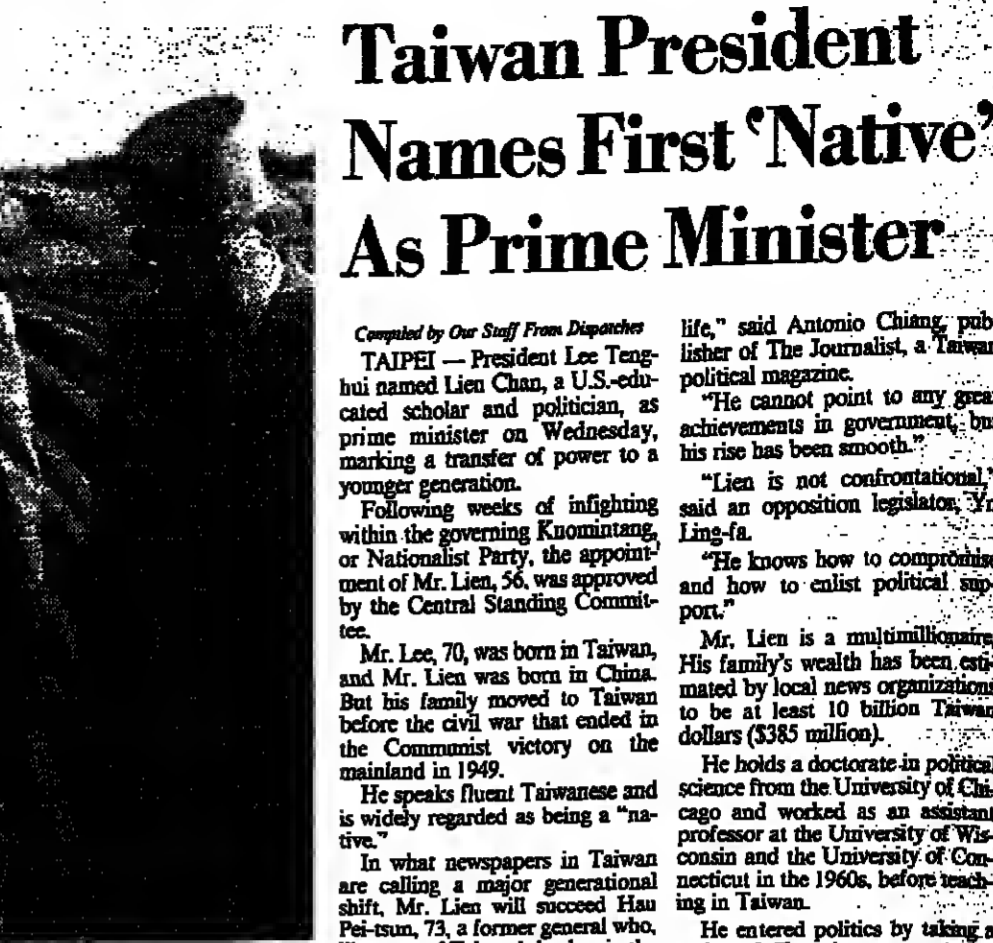 Taiwan President
Names First 'Native'
As Prime Minister
Compiled by Our Staff From Dispatches
TAIPEI — President Lee Teng-
hui named Lien Chan, a U.S.-edu-
cated scholar and politician, as
prime minister on Wednesday,
marking a transfer of power to a
younger generation.
Following weeks of infighting
within the governing Kuomintang,
or Nationalist Party, the appoint-
ment of Mr. Lien, 56, was approved
by the Central Standing Commit-
tee.
Mr. Lee, 70, was born in Taiwan,
and Mr. Lien was born in China.
But his family moved to Taiwan
before the civil war that ended in
the Communist victory on the
mainland in 1949.
He speaks fluent Taiwanese and
is widely regarded as being a "na-
tive."
In what newspapers in Taiwan
are calling a major generational
shift, Mr. Lien will succeed Hau
Pei-tsun, 73, a former general who,
life," said Antonio Chiang, pub-
lisher of The Journalist, a Taiwan
political magazine.
"He cannot point to any great
achievements in government, but
his rise has been smooth."
"Lien is not confrontational,"
said an opposition legislator,
Ling-fa.
"He knows how to compromise
and how to enlist political sup-
port."
Mr. Lien is a multimillionaire.
His family's wealth has been esti-
mated by local news organizations
to be at least 10 billion Taiwan
dollars ($385 million).
He holds a doctorate in political
science from the University of Chi-
cago and worked as an assistant
professor at the University of Wis-
consin and the University of Con-
necticut in the 1960s, before teach-
ing in Taiwan.
He entered politics by taking a